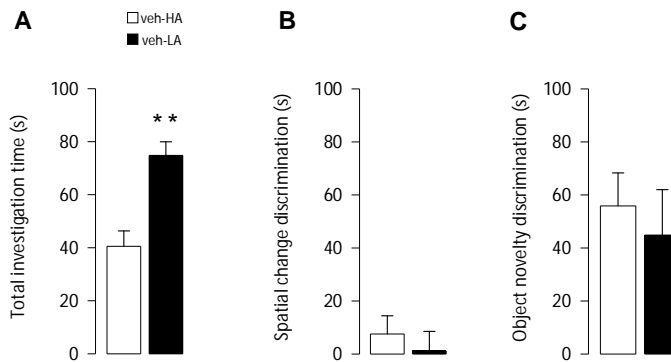 A
veh-HA
veh-LA
Total investigation time (s)
100
80
60
40
20
0
**
B
Spatial change discrimination (s)
100
80
60
40
20
0
C
Object novelty discrimination (s)
100
80
60
40
20
0